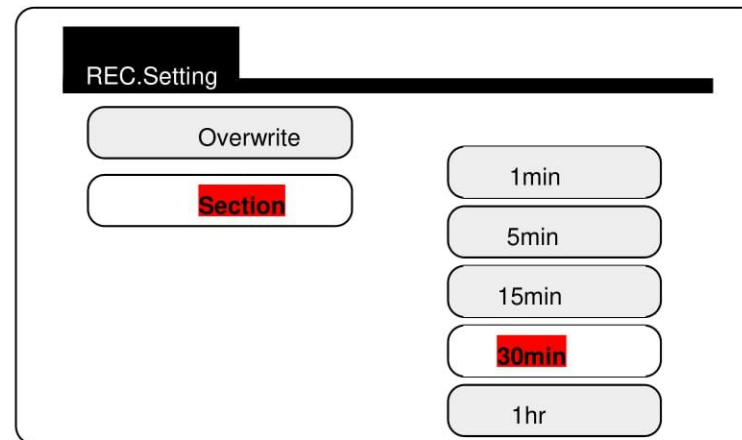 REC.Setting
Overwrite
Section
1min
5min
15min
30min
1hr